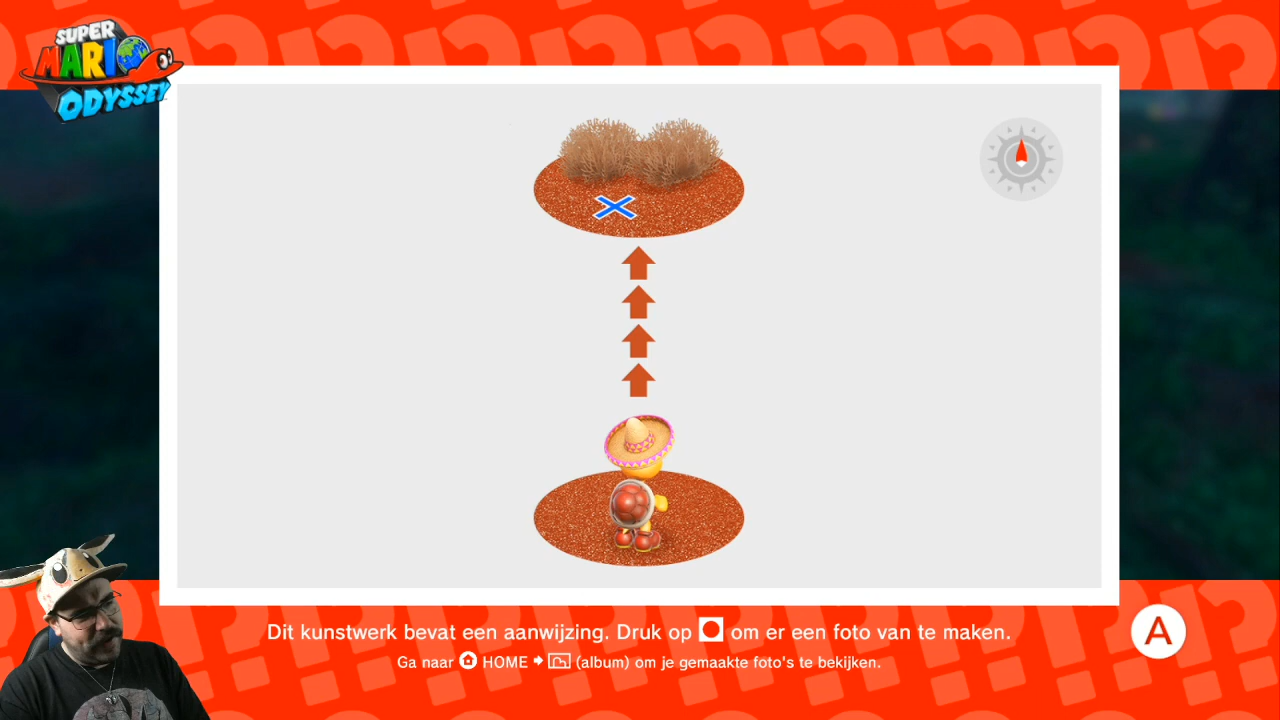 SUPER
MARIO
ODYSSEY
Dit kunstwerk bevat een aanwijzing. Druk op om er een foto van te maken.
Ga naar HOME (album) om je gemaakte foto's te bekijken.
A